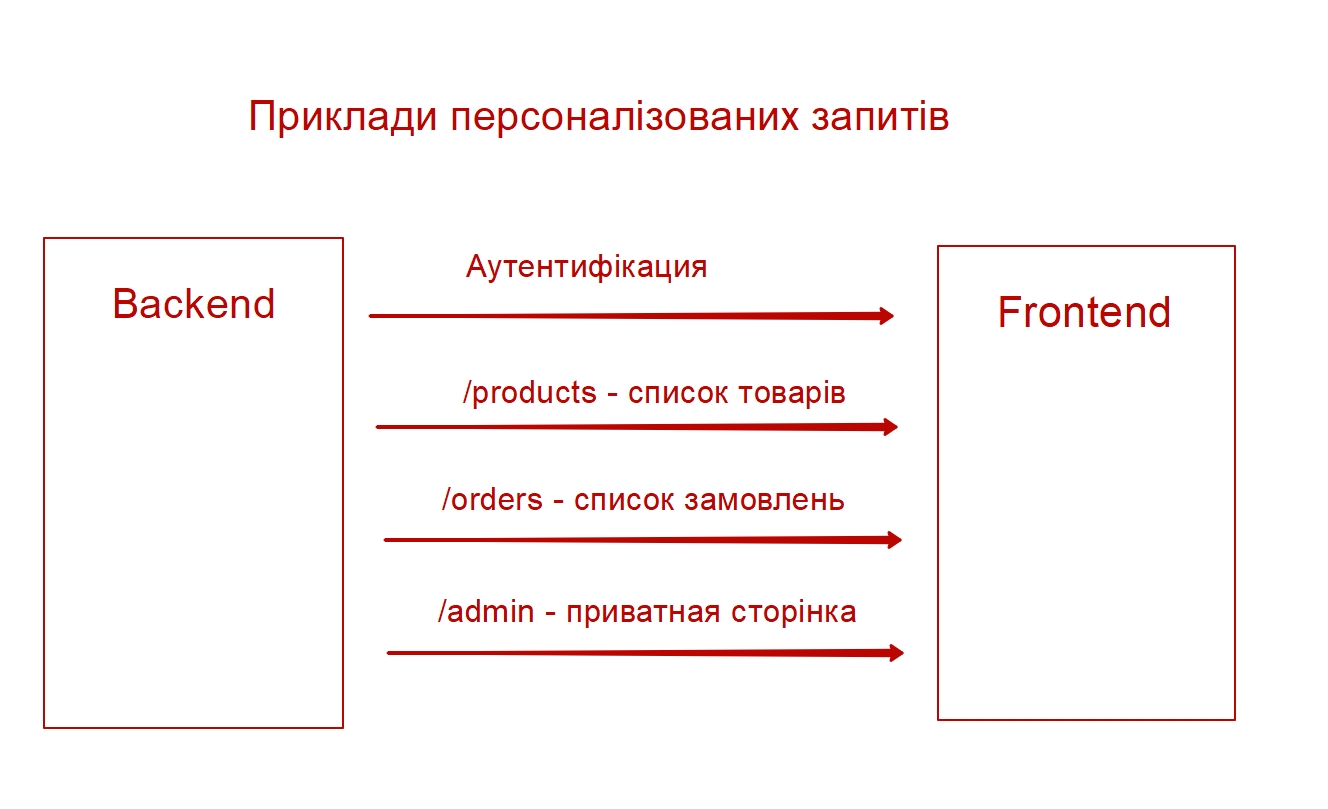 Приклади персоналізованих запитів
Backend
Аутентифікация
Frontend
/products - список товарів
/orders - список замовлень
/admin - приватная сторінка